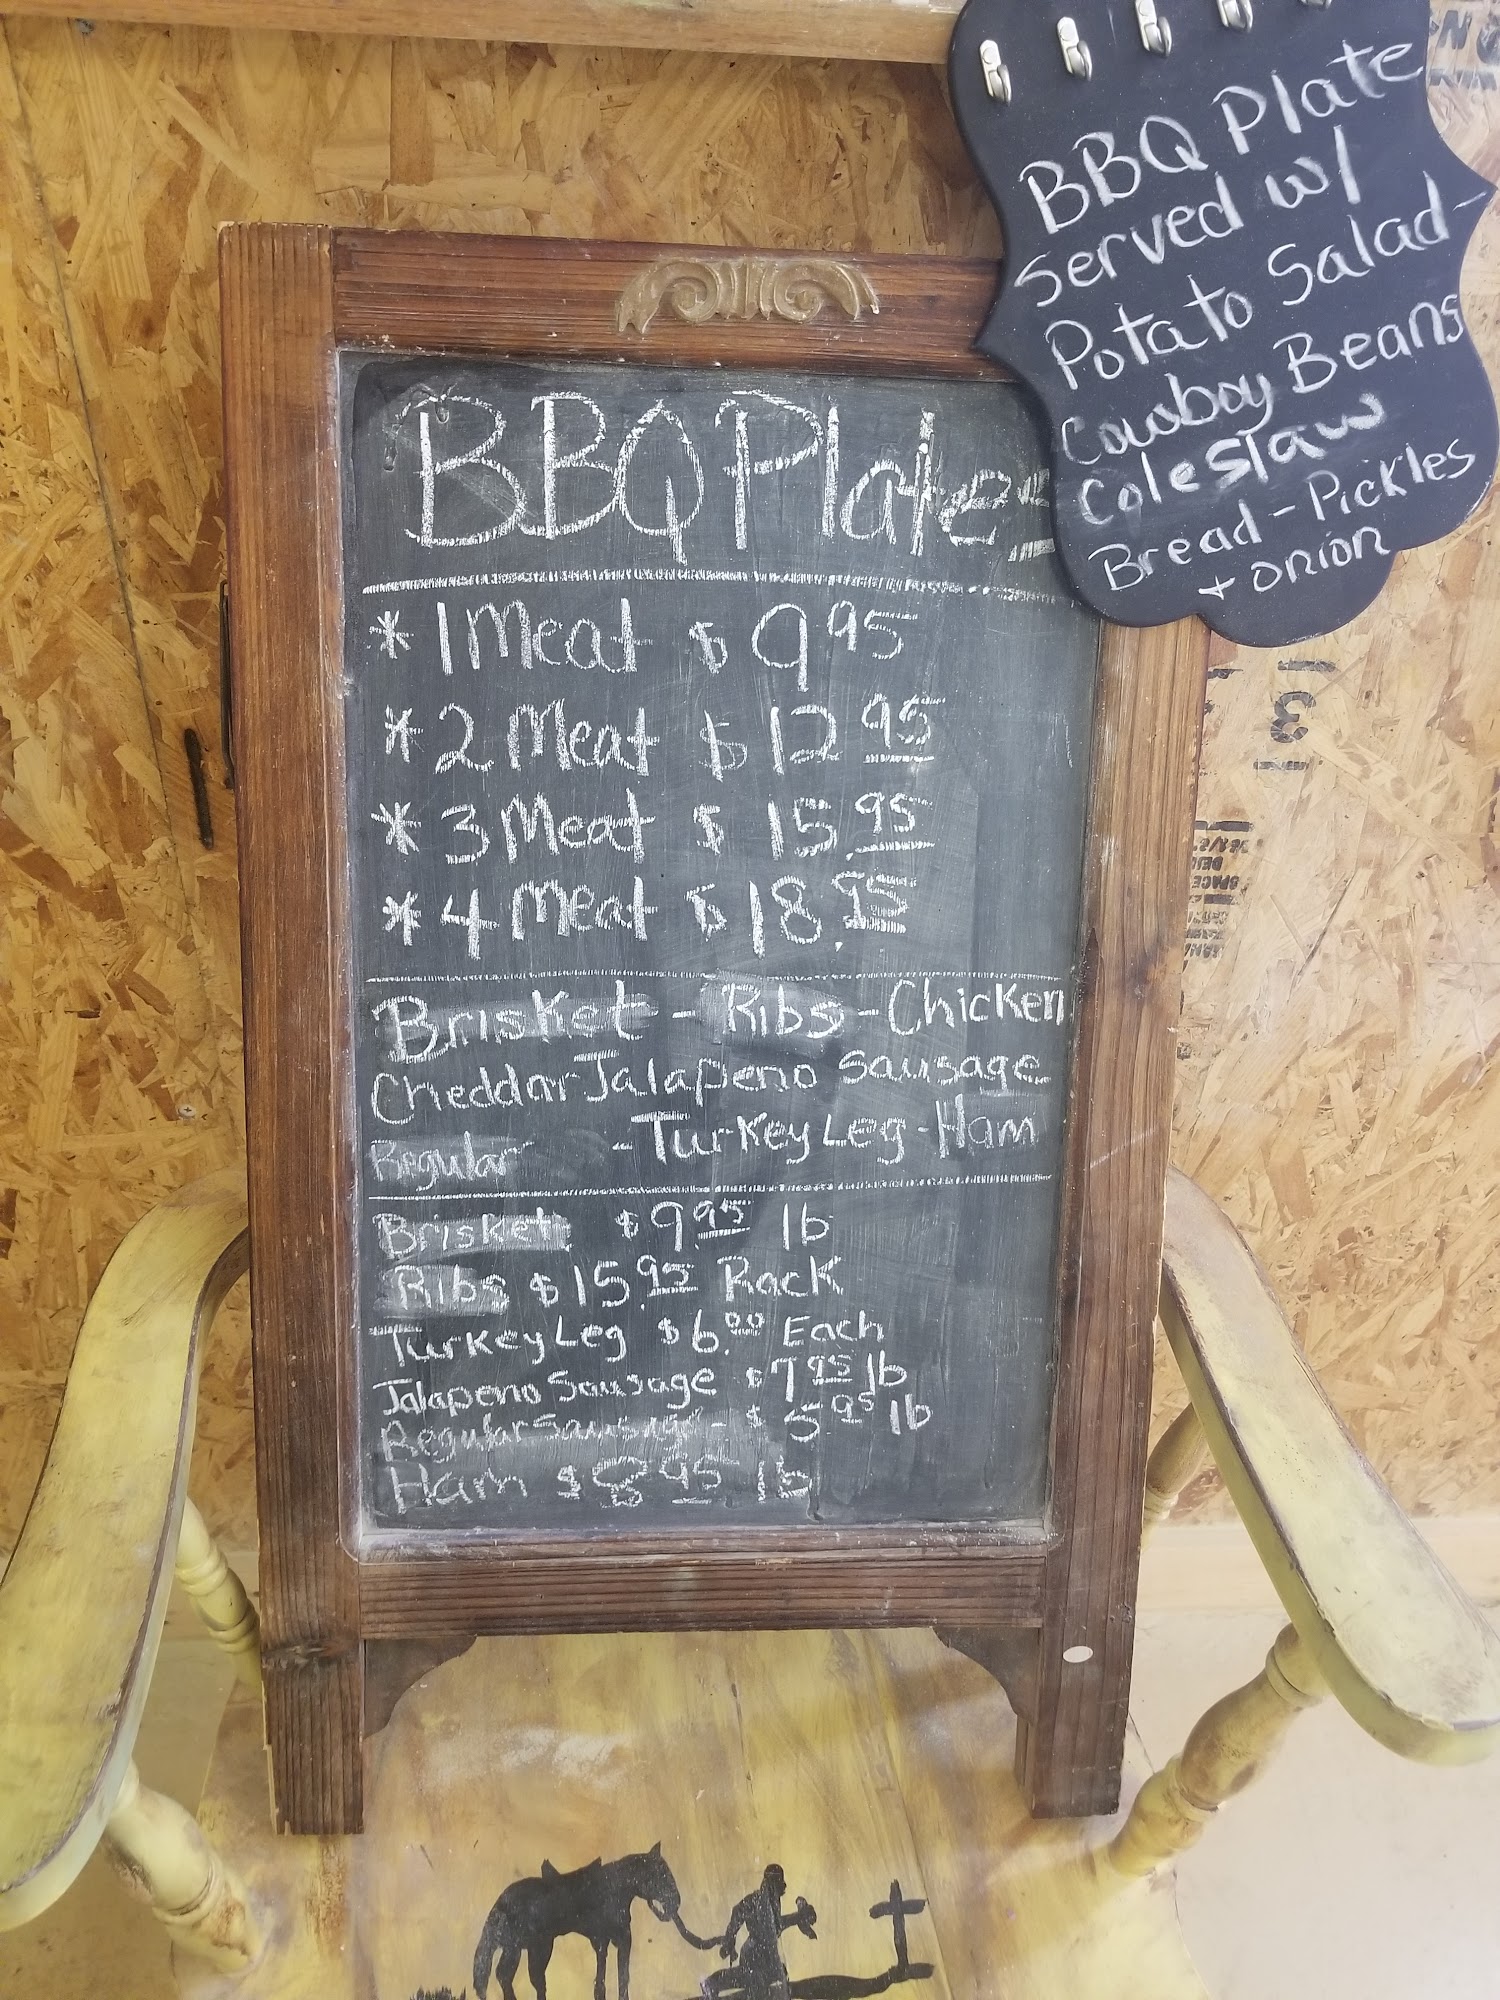 BBQ Plate
Served w/
Potato Salad -
Cowboy Beans
Coleslaw
Bread - Pickles
+ onion
BBQ Plates
* 1 Meat $ 9 95
* 2 Meat $ 12 95
* 3 Meat $ 15.95
* 4 Meat $ 18.95
Brisket - Ribs - Chicken
Cheddar Jalapeno Sausage
Regular - Turkey Leg - Ham
Brisket $9.95 lb
Ribs $15.95 Rack
Turkey Leg $6.00 Each
Jalapeno Sausage $7.95 lb
Regular Sausage - $5.95 lb
Ham $ 95 lb
131
SPACE